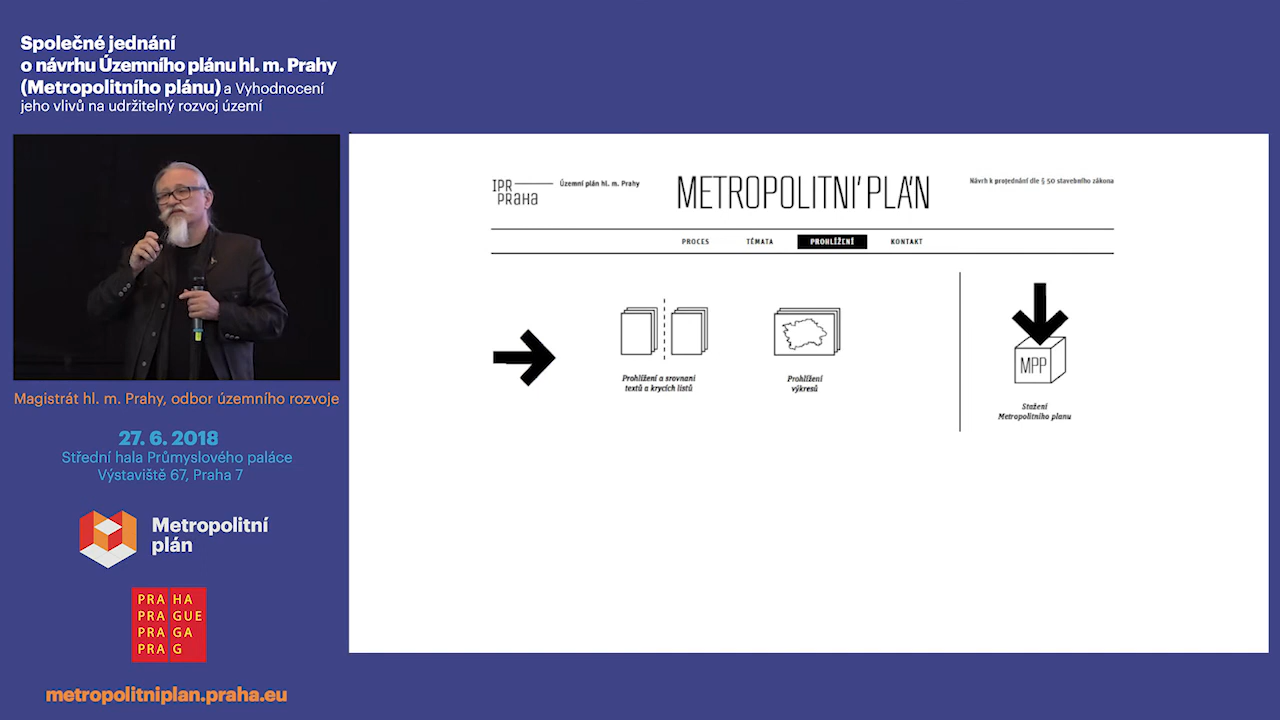 Společné jednání
o návrhu Územního plánu hl. m. Prahy
(Metropolitního plánu) a Vyhodnocení
jeho vlivů na udržitelný rozvoj území
Magistrát hl. m. Prahy, odbor územního rozvoje
27. 6. 2018
Střední hala Průmyslového paláce
Výstaviště 67, Praha 7
Metropolitní
plán
PRA HA
PRA GUE
PRA GA
PRA G
metropolitniplan.praha.eu
IPR
PRAHA
Územní plán hl. m. Prahy
METROPOLITNÍ PLÁN
Návrh k projednání dle § 50 stavebního zákona
PROCES TÉMATA PROHLÍŽENÍ KONTAKT
Prohlížení a srovnání
textů a krycích listů
Prohlížení
výkresů
MPP
Stažení
Metropolitního planu